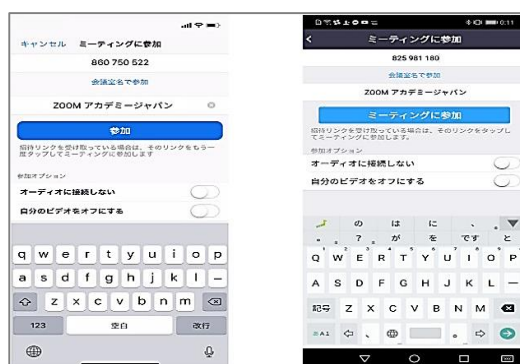 キャンセル ミーティングに参加
860 750 522
会議室名で参加
ZOOM アカデミージャパン
参加
招待リンクを受け取っている場合は、そのリンクをもう一
度タップしてミーティングに参加します
参加オプション
オーディオに接続しない
自分のビデオをオフにする
q w e r t y u i o p
a s d f g h j k l -
z x c v b n m
123 空白 改行
0:11
ミーティングに参加
825 981 180
会議室名で参加
ZOOM アカデミージャパン
ミーティングに参加
招待リンクを受け取っている場合は、そのリンクをタップし
てミーティングに参加します。
参加オプション
オーディオに接続しない
自分のビデオをオフにする
の は に 、
。 ? が を です と
Q W E R T Y U I O P
A S D F G H J K L -
記号 Z X C V B N M
あA1 、 。